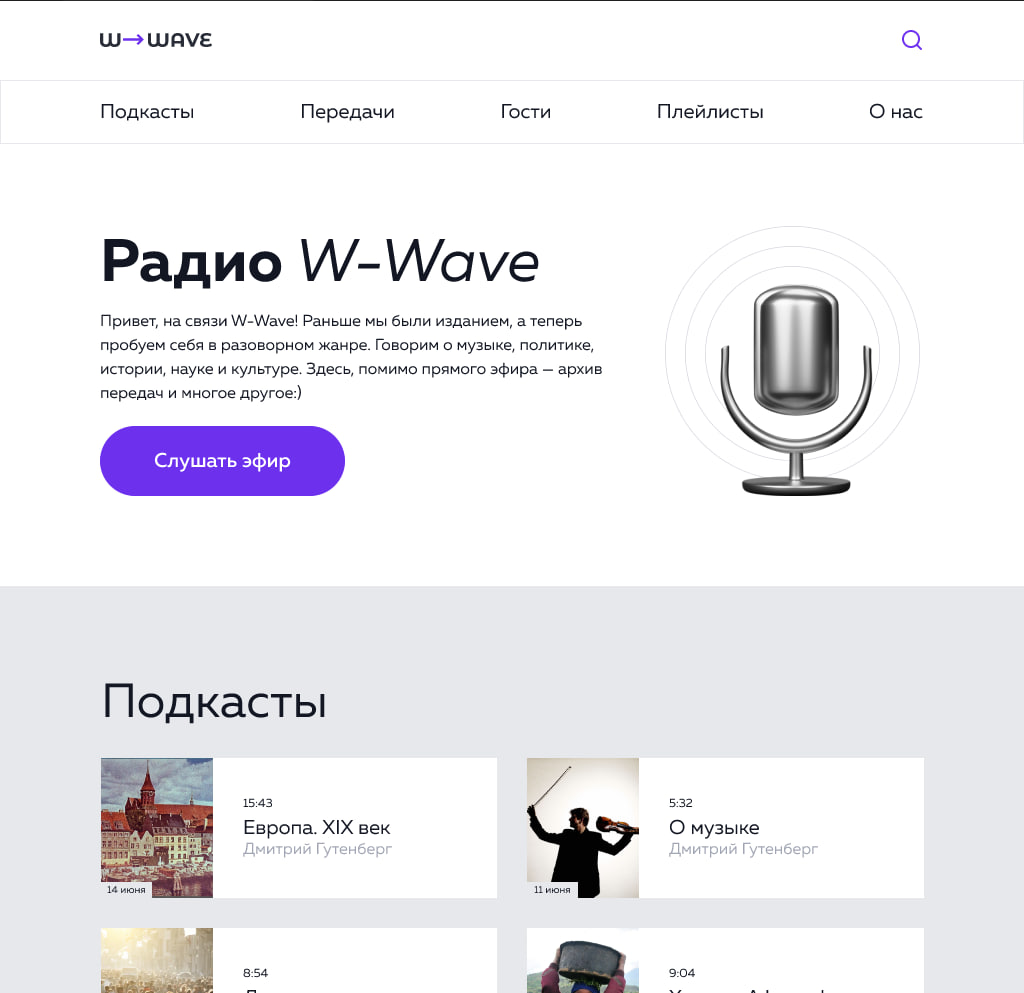 W→WAVE
Подкасты
Передачи
Гости
Плейлисты
О нас
Радио W-Wave
Привет, на связи W-Wave! Раньше мы были изданием, а теперь
пробуем себя в разоворном жанре. Говорим о музыке, политике,
истории, науке и культуре. Здесь, помимо прямого эфира — архив
передач и многое другое:)
Слушать эфир
Подкасты
15:43
Европа. XIX век
Дмитрий Гутенберг
14 июня
5:32
О музыке
Дмитрий Гутенберг
11 июня
8:54
9:04